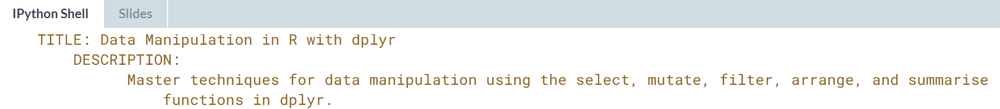 IPython Shell Slides
TITLE: Data Manipulation in R with dplyr
DESCRIPTION:
Master techniques for data manipulation using the select, mutate, filter, arrange, and summarise
functions in dplyr.